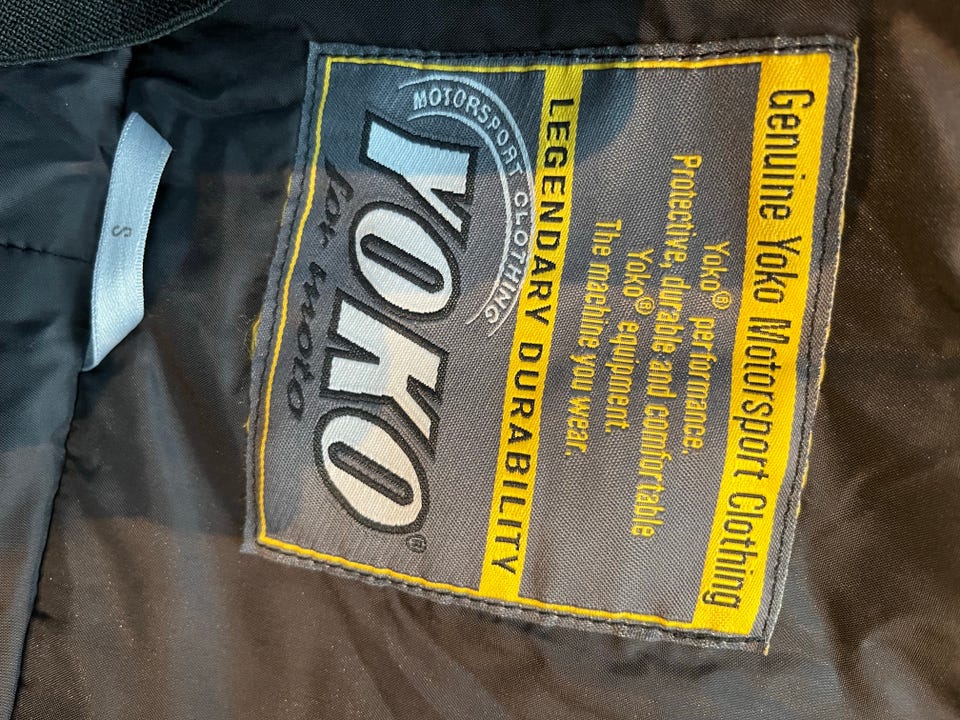 Genuine Yoko Motorsport Clothing
Yoko® performance.
Protective, durable and comfortable
Yoko® equipment.
The machine you wear.
LEGENDARY DURABILITY
MOTORSPORT CLOTHING
YOKO®
for moto
S